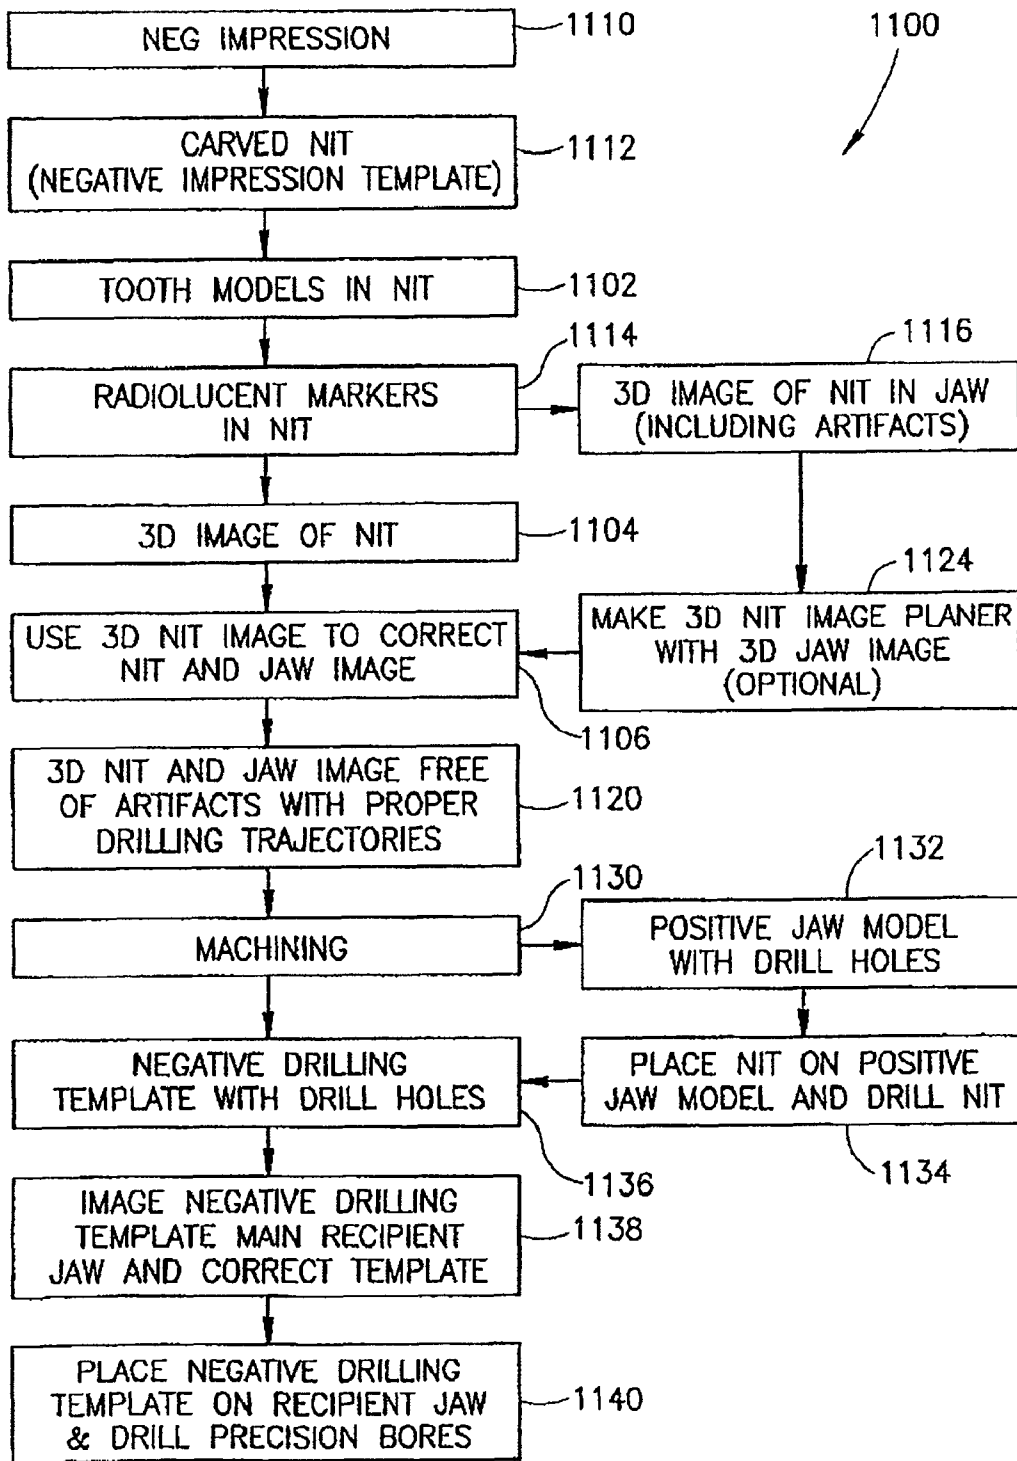 NEG IMPRESSION
1110
1100
CARVED NIT
(NEGATIVE IMPRESSION TEMPLATE)
1112
TOOTH MODELS IN NIT
1102
RADIOLUCENT MARKERS
IN NIT
1114
3D IMAGE OF NIT IN JAW
(INCLUDING ARTIFACTS)
1116
3D IMAGE OF NIT
1104
USE 3D NIT IMAGE TO CORRECT
NIT AND JAW IMAGE
1106
MAKE 3D NIT IMAGE PLANER
WITH 3D JAW IMAGE
(OPTIONAL)
1124
3D NIT AND JAW IMAGE FREE
OF ARTIFACTS WITH PROPER
DRILLING TRAJECTORIES
1120
MACHINING
1130
POSITIVE JAW MODEL
WITH DRILL HOLES
1132
NEGATIVE DRILLING
TEMPLATE WITH DRILL HOLES
1136
PLACE NIT ON POSITIVE
JAW MODEL AND DRILL NIT
1134
IMAGE NEGATIVE DRILLING
TEMPLATE MAIN RECIPIENT
JAW AND CORRECT TEMPLATE
1138
PLACE NEGATIVE DRILLING
TEMPLATE ON RECIPIENT JAW
& DRILL PRECISION BORES
1140